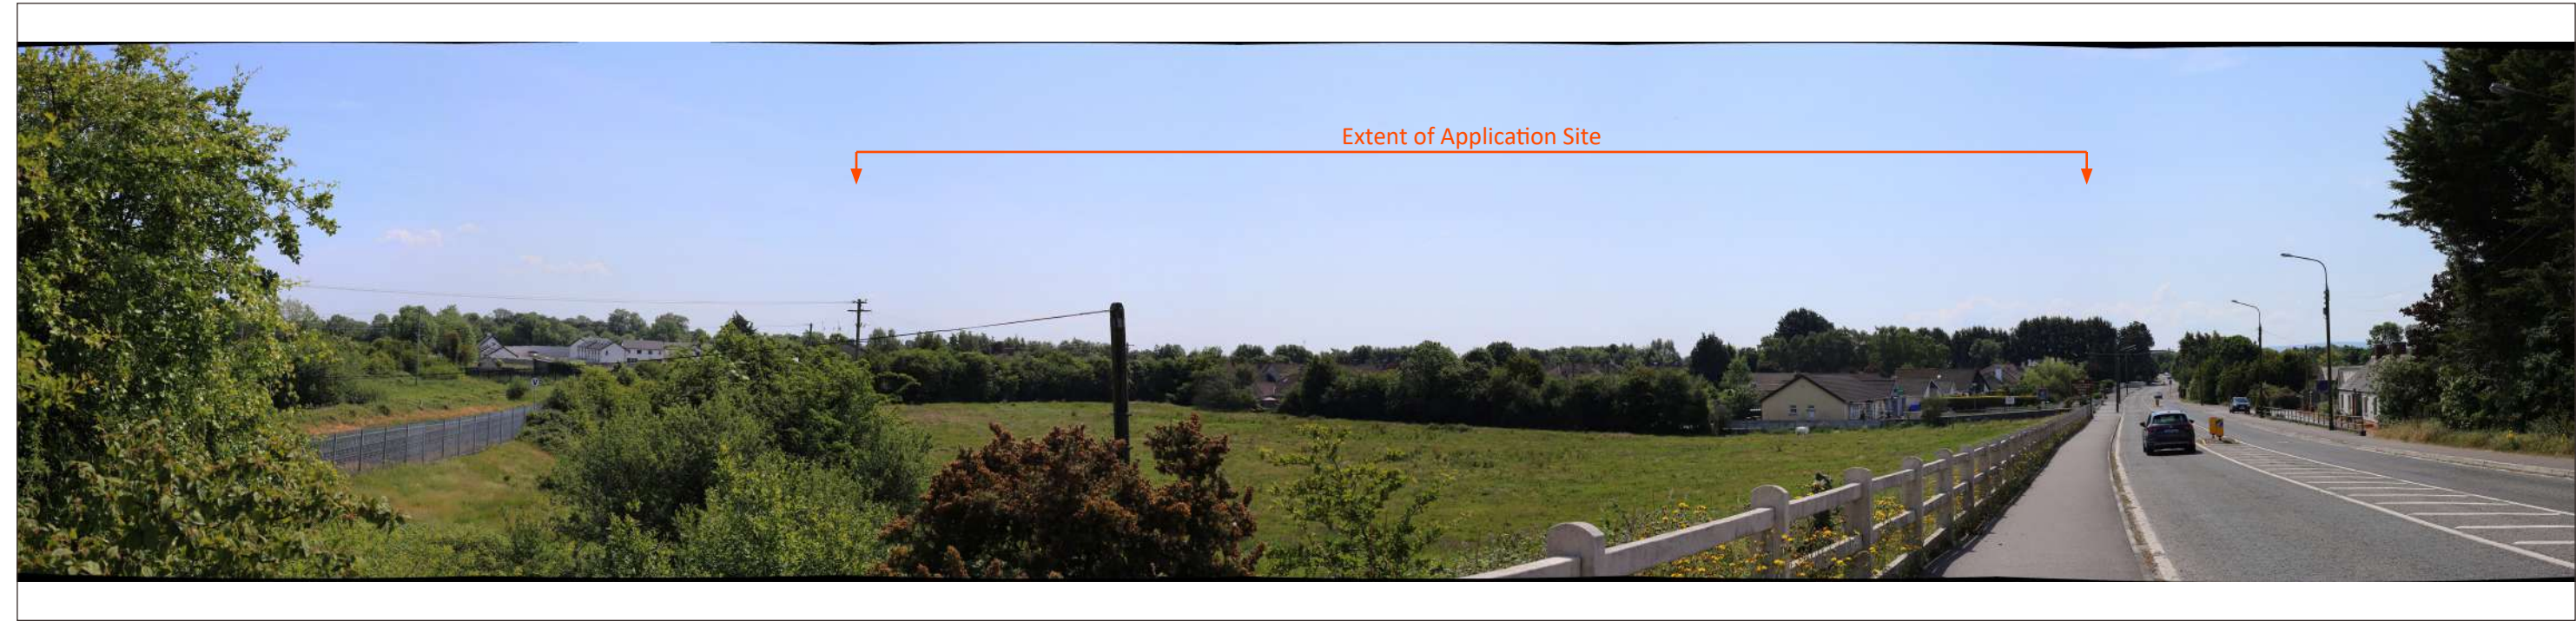 Extent of Application Site